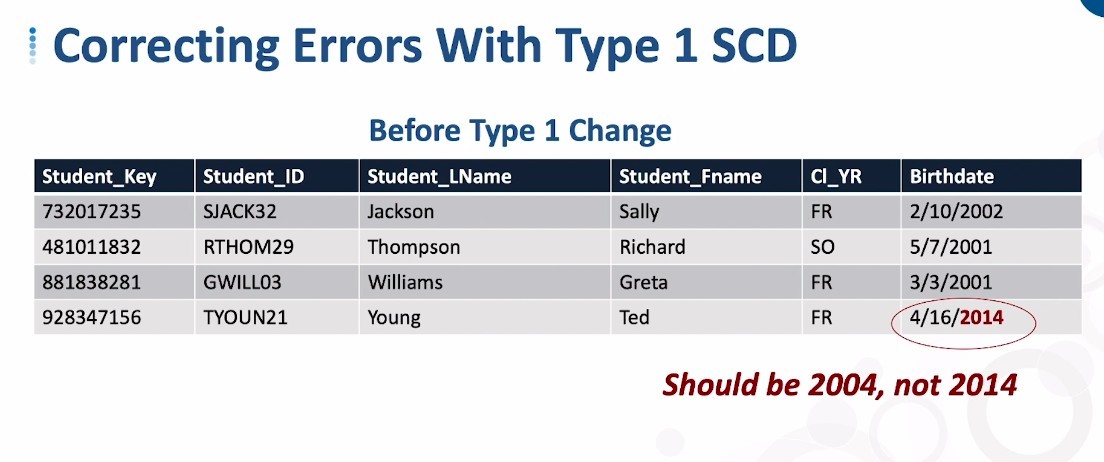 Correcting Errors With Type 1 SCD
Before Type 1 Change
Student_Key Student_ID Student_LName Student_Fname Cl_YR Birthdate
732017235 SJACK32 Jackson Sally FR 2/10/2002
481011832 RTHOM29 Thompson Richard SO 5/7/2001
881838281 GWILL03 Williams Greta FR 3/3/2001
928347156 TYOUN21 Young Ted FR 4/16/2014
Should be 2004, not 2014